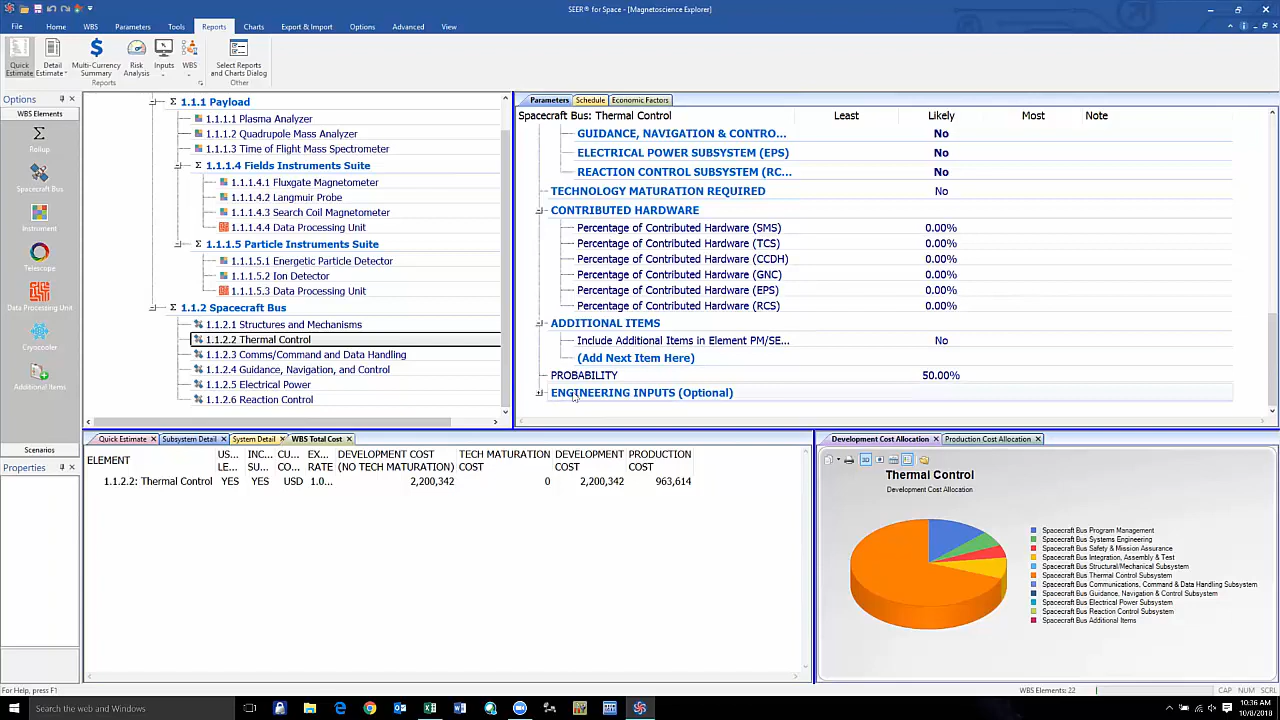 SEER® for Space - [Magnetoscience Explorer]
File Home WBS Parameters Tools Reports Charts Import & Export Options Advanced View
Quick Estimate
Detail Estimate
Multi-Currency Summary
Risk Analysis
Inputs
WBS
Select Reports and Charts Dialog
Reports
Other
Options
WBS Elements
Rollup
Spacecraft Bus
Instrument
Telescope
Data Processing Unit
Cryocooler
Additional Items
Scenarios
Properties
1.1.1 Payload
1.1.1.1 Plasma Analyzer
1.1.1.2 Quadrupole Mass Analyzer
1.1.1.3 Time of Flight Mass Spectrometer
1.1.1.4 Fields Instruments Suite
1.1.1.4.1 Fluxgate Magnetometer
1.1.1.4.2 Langmuir Probe
1.1.1.4.3 Search Coil Magnetometer
1.1.1.4.4 Data Processing Unit
1.1.1.5 Particle Instruments Suite
1.1.1.5.1 Energetic Particle Detector
1.1.1.5.2 Ion Detector
1.1.1.5.3 Data Processing Unit
1.1.2 Spacecraft Bus
1.1.2.1 Structures and Mechanisms
1.1.2.2 Thermal Control
1.1.2.3 Comms/Command and Data Handling
1.1.2.4 Guidance, Navigation, and Control
1.1.2.5 Electrical Power
1.1.2.6 Reaction Control
Parameters Schedule Economic Factors
Spacecraft Bus: Thermal Control Least Likely Most Note
GUIDANCE, NAVIGATION & CONTRO... No
ELECTRICAL POWER SUBSYSTEM (EPS) No
REACTION CONTROL SUBSYSTEM (RC... No
TECHNOLOGY MATURATION REQUIRED No
CONTRIBUTED HARDWARE
Percentage of Contributed Hardware (SMS) 0.00%
Percentage of Contributed Hardware (TCS) 0.00%
Percentage of Contributed Hardware (CCDH) 0.00%
Percentage of Contributed Hardware (GNC) 0.00%
Percentage of Contributed Hardware (EPS) 0.00%
Percentage of Contributed Hardware (RCS) 0.00%
ADDITIONAL ITEMS
Include Additional Items in Element PM/SE... No
(Add Next Item Here)
PROBABILITY 50.00%
ENGINEERING INPUTS (Optional)
Quick Estimate Subsystem Detail System Detail WBS Total Cost
ELEMENT US... LE... INC... SU... CU... CO... EX... RATE DEVELOPMENT COST (NO TECH MATURATION) TECH MATURATION COST DEVELOPMENT COST PRODUCTION COST
1.1.2.2: Thermal Control YES YES USD 1.0... 2,200,342 0 2,200,342 963,614
Development Cost Allocation Production Cost Allocation
Thermal Control
Development Cost Allocation
Spacecraft Bus Program Management
Spacecraft Bus Systems Engineering
Spacecraft Bus Safety & Mission Assurance
Spacecraft Bus Integration, Assembly & Test
Spacecraft Bus Structural/Mechanical Subsystem
Spacecraft Bus Thermal Control Subsystem
Spacecraft Bus Communications, Command & Data Handling Subsystem
Spacecraft Bus Guidance, Navigation & Control Subsystem
Spacecraft Bus Electrical Power Subsystem
Spacecraft Bus Reaction Control Subsystem
Spacecraft Bus Additional Items
For Help, press F1
WBS Elements: 22 CAP NUM SCRL
Search the web and Windows
10:36 AM
10/8/2018